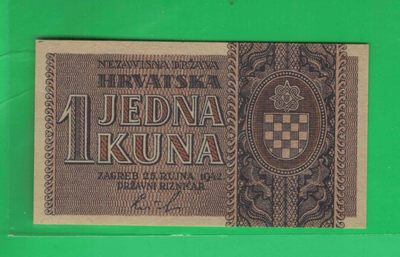 NEZAVISNA DRŽAVA
HRVATSKA
1 JEDNA
KUNA
ZAGREB 25. RUJNA 1942
DRŽAVNI RIZNIČAR